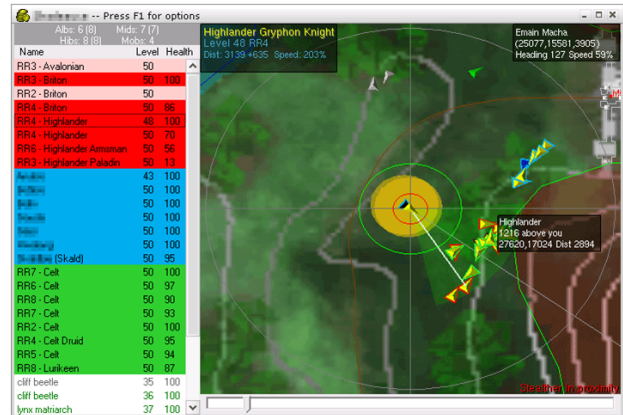 -- Press F1 for options
Albs: 6 (8) Mids: 7 (7)
Hibs: 8 (8) Mobs: 4
Name Level Health
RR3 - Avalonian 50
RR3 - Briton 50 100
RR2 - Briton 50
RR4 - Briton 50 86
RR4 - Highlander 48 100
RR4 - Highlander 50 70
RR6 - Highlander Armsman 50 56
RR3 - Highlander Paladin 50 13
43 100
50 100
50 100
50 100
50 100
50 100
(Skald) 50 95
RR7 - Celt 50 100
RR6 - Celt 50 97
RR8 - Celt 50 90
RR7 - Celt 50 93
RR2 - Celt 50 100
RR4 - Celt Druid 50 95
RR5 - Celt 50 94
RR8 - Lurikeen 50 87
cliff beetle 35 100
cliff beetle 36 100
lynx matriarch 37 100
Highlander Gryphon Knight
Level 48 RR4
Dist: 3139 +635 Speed: 203%
Emain Macha
(25077,15581,3905)
Heading 127 Speed 59%
Highlander
1216 above you
27620,17024 Dist 2894
Stealther in proximity